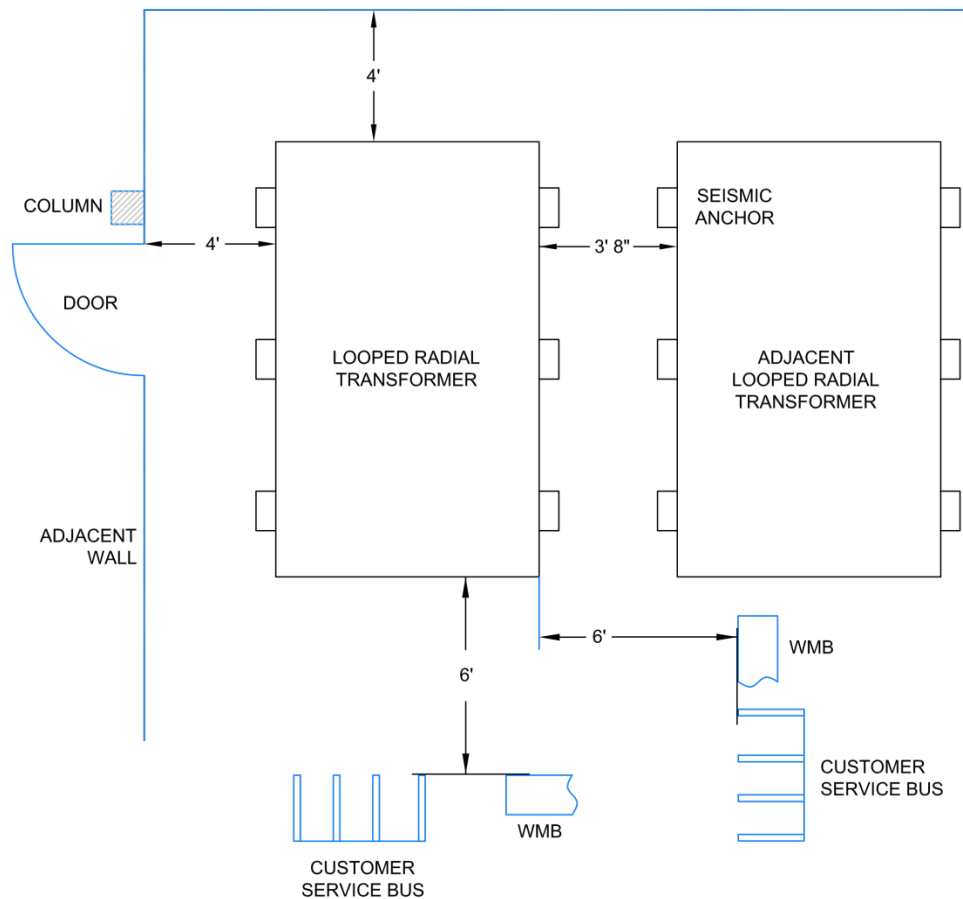 4'
COLUMN
SEISMIC
ANCHOR
4'
3' 8"
DOOR
LOOPED RADIAL
TRANSFORMER
ADJACENT
LOOPED RADIAL
TRANSFORMER
ADJACENT
WALL
6'
WMB
6'
CUSTOMER
SERVICE BUS
WMB
CUSTOMER
SERVICE BUS